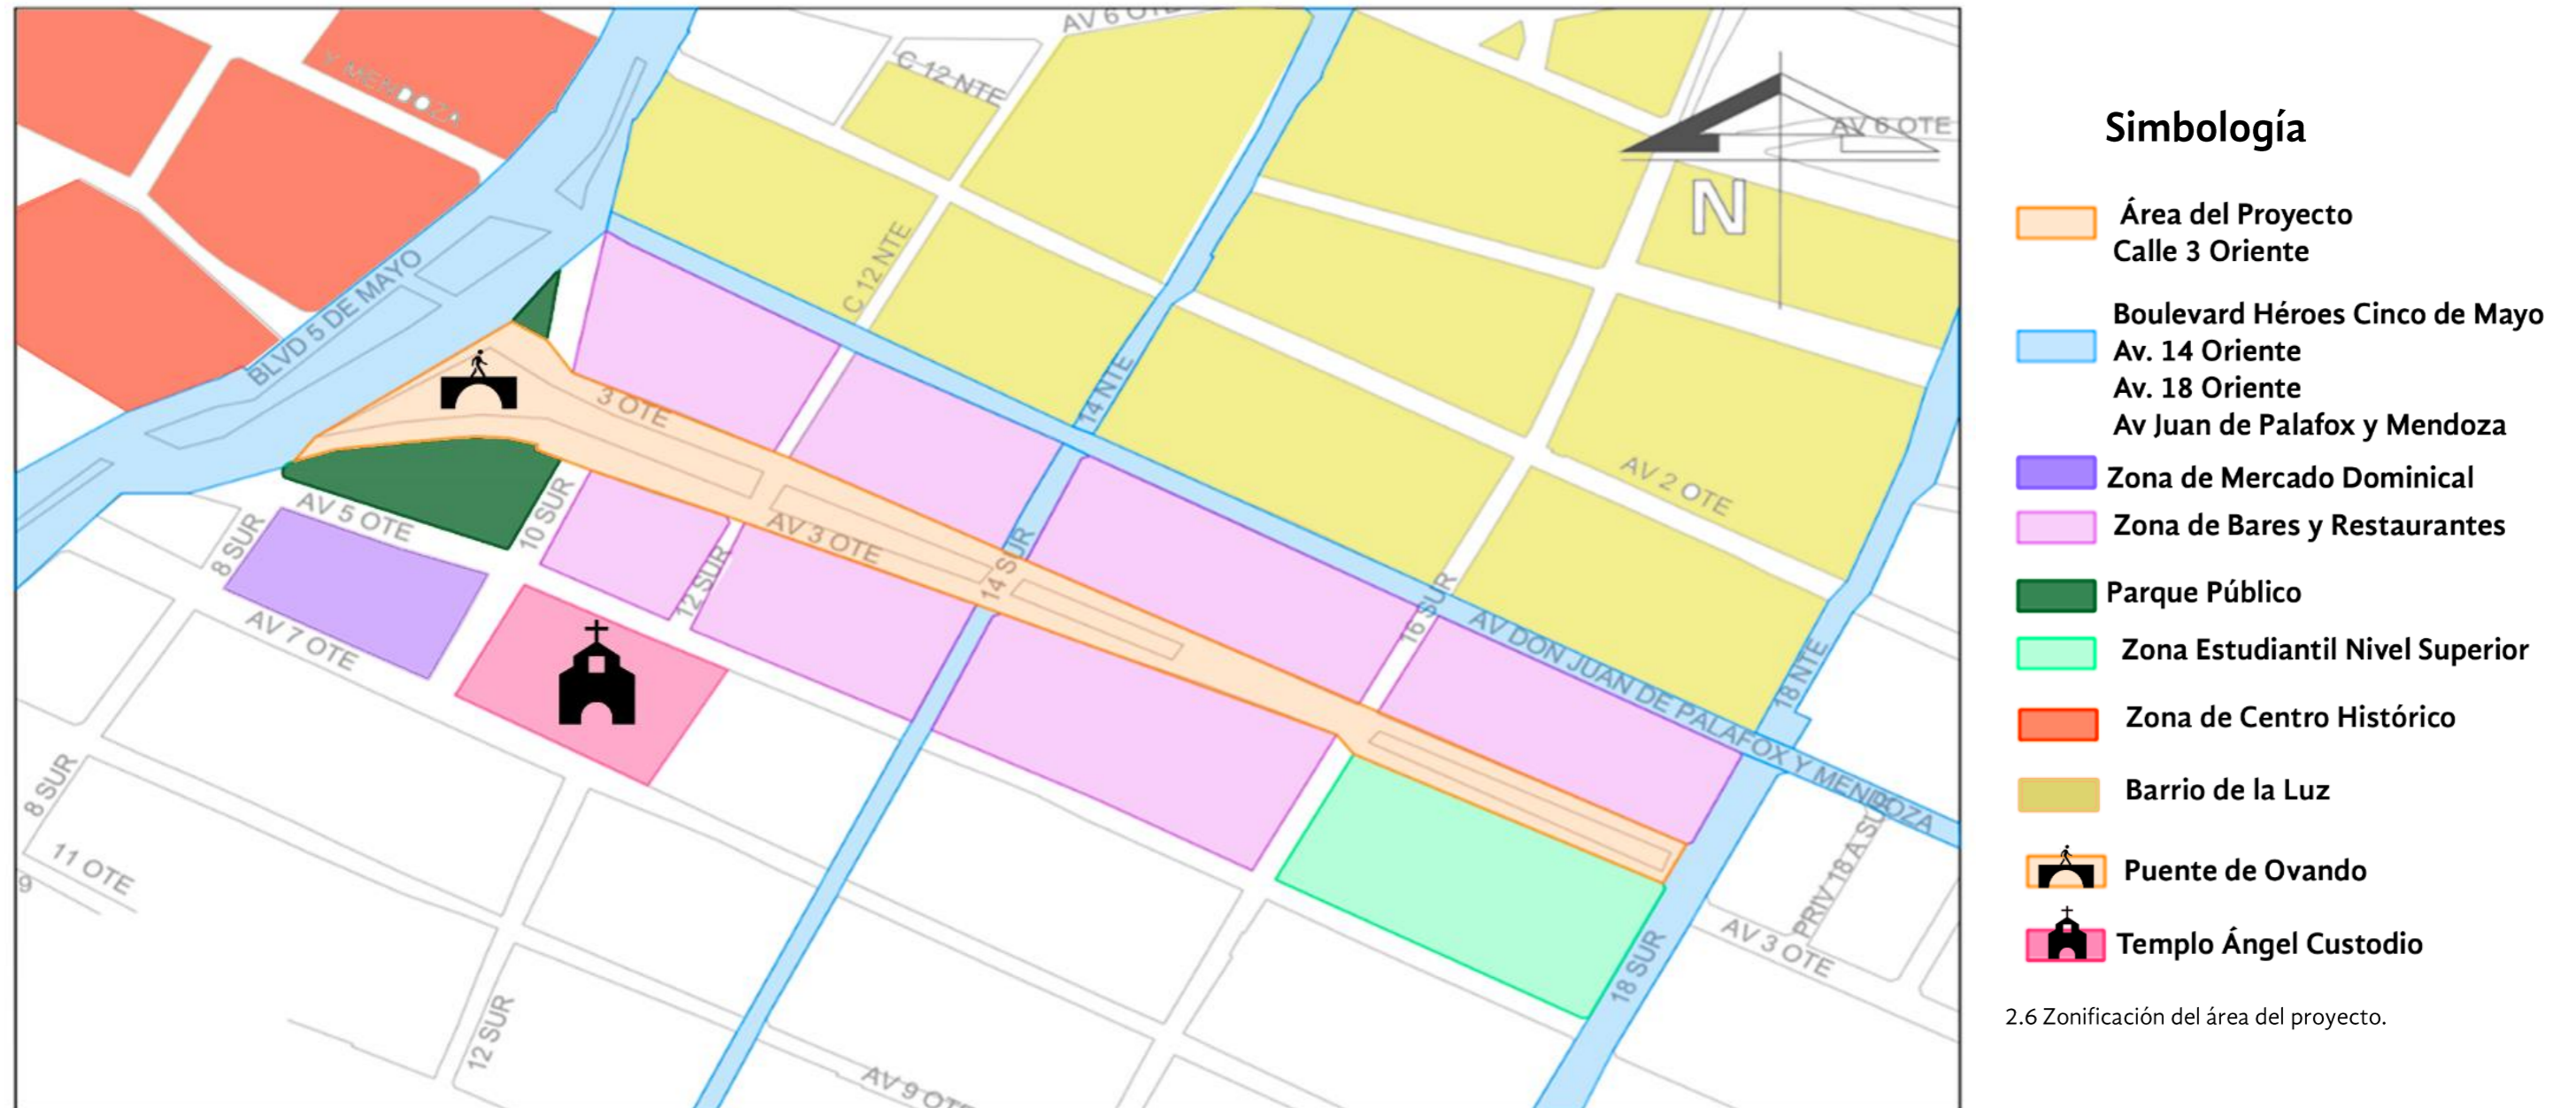 AV 6 OTE
Y MENDOZA
C 12 NTE
AV 6 OTE
N
C 12 NTE
BLVD 5 DE MAYO
3 OTE
14 NTE
AV 2 OTE
AV 5 OTE
10 SUR
8 SUR
AV 3 OTE
12 SUR
14 SUR
16 SUR
AV DON JUAN DE PALAFOX Y MENDOZA
18 NTE
AV 7 OTE
8 SUR
11 OTE
9
PRIV 18 A SUR
AV 3 OTE
18 SUR
12 SUR
AV 9 OTE
Simbología
Área del Proyecto
Calle 3 Oriente
Boulevard Héroes Cinco de Mayo
Av. 14 Oriente
Av. 18 Oriente
Av Juan de Palafox y Mendoza
Zona de Mercado Dominical
Zona de Bares y Restaurantes
Parque Público
Zona Estudiantil Nivel Superior
Zona de Centro Histórico
Barrio de la Luz
Puente de Ovando
Templo Ángel Custodio
2.6 Zonificación del área del proyecto.